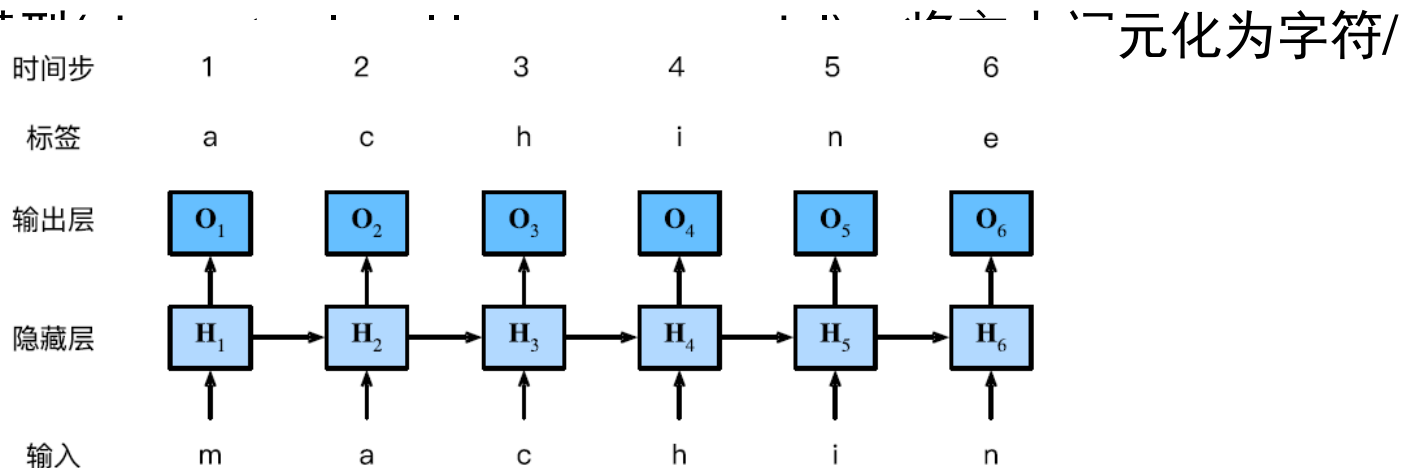 元化为字符/
时间步 1 2 3 4 5 6
标签 a c h i n e
输出层 O1 O2 O3 O4 O5 O6
隐藏层 H1 H2 H3 H4 H5 H6
输入 m a c h i n